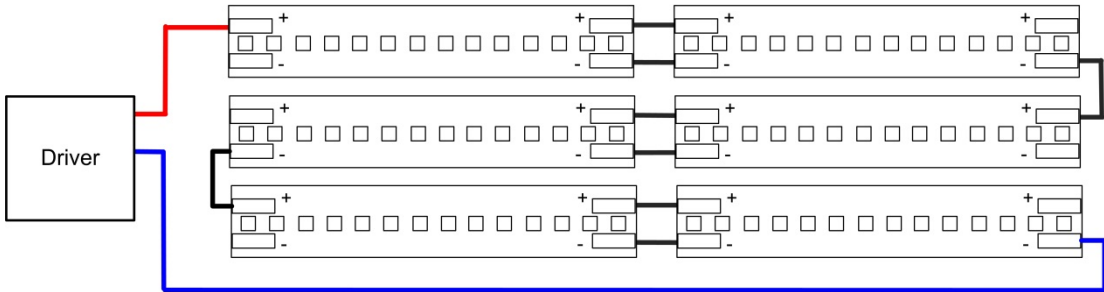 + + + +
- - - -
+ + + +
Driver
- - - -
+ + + +
- - - -